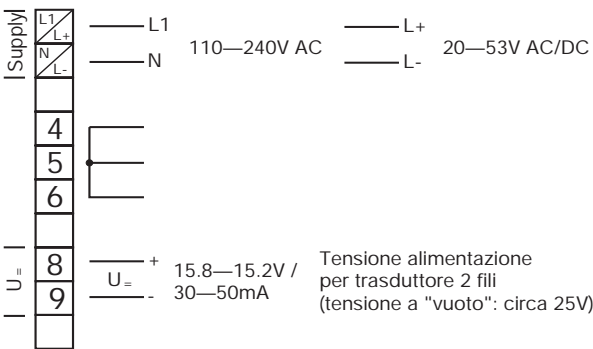 Supply
L1
L+
L1
L+
N
L-
N
L-
110—240V AC
20—53V AC/DC
4
5
6
U=
8
9
+
U=
-
15.8—15.2V /
30—50mA
Tensione alimentazione
per trasduttore 2 fili
(tensione a "vuoto": circa 25V)